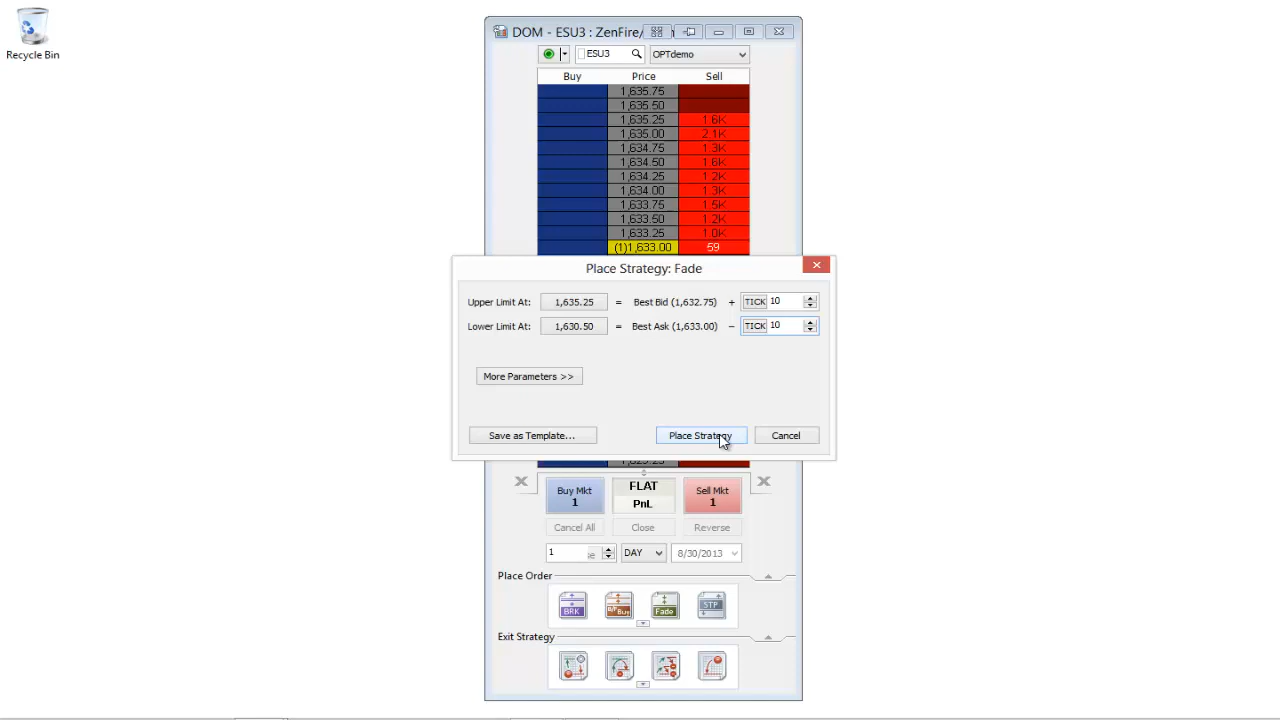 Recycle Bin
DOM - ESU3 : ZenFire/
ESU3
OPTdemo
Buy Price Sell
1,635.75
1,635.50
1,635.25 1.6K
1,635.00 2.1K
1,634.75 1.3K
1,634.50 1.6K
1,634.25 1.2K
1,634.00 1.3K
1,633.75 1.5K
1,633.50 1.2K
1,633.25 1.0K
(1)1,633.00 59
Place Strategy: Fade
Upper Limit At: 1,635.25 = Best Bid (1,632.75) + TICK 10
Lower Limit At: 1,630.50 = Best Ask (1,633.00) − TICK 10
More Parameters >>
Save as Template... Place Strategy Cancel
1,629.25
Buy Mkt 1 FLAT PnL Sell Mkt 1
Cancel All Close Reverse
1 DAY 8/30/2013
Place Order
BRK Buy Fade STP
Exit Strategy